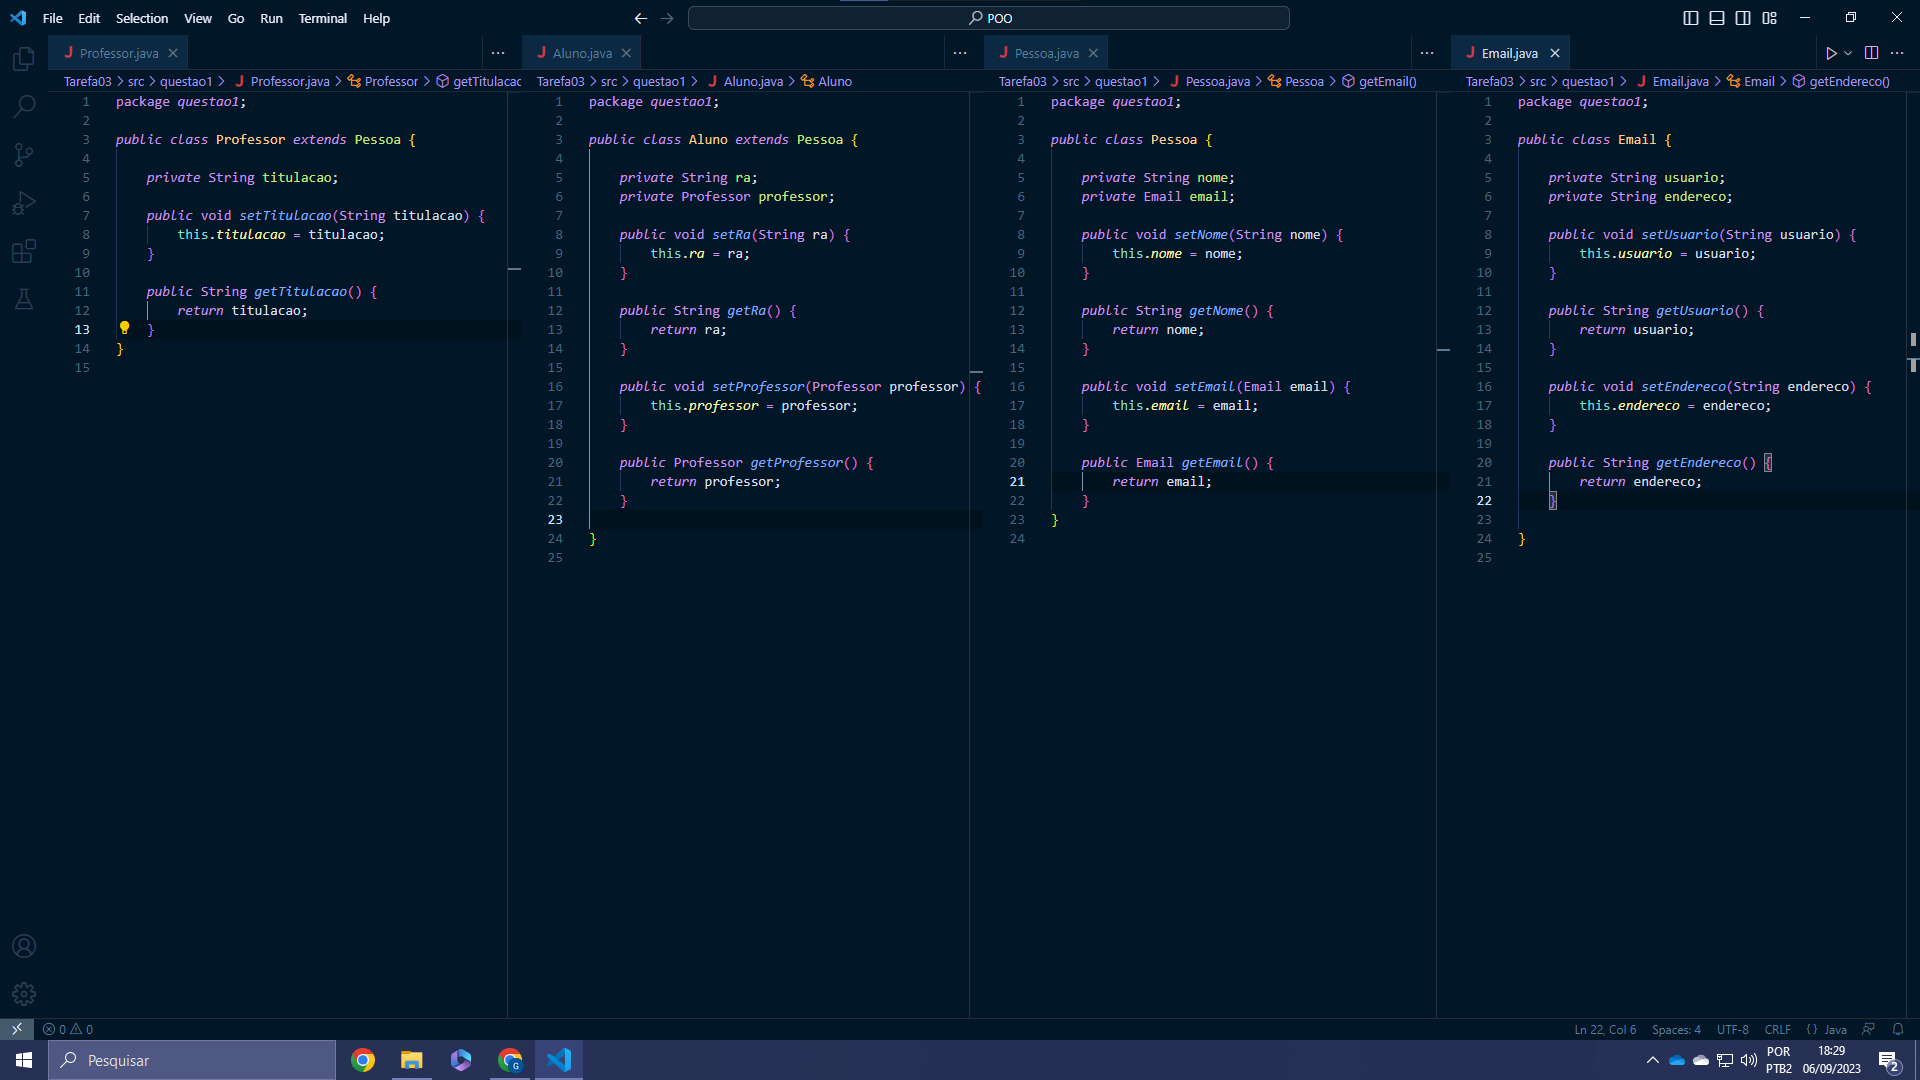 File Edit Selection View Go Run Terminal Help
POO
Professor.java
Tarefa03 > src > questao1 > Professor.java > Professor > getTitulacao
1 package questao1;
2
3 public class Professor extends Pessoa {
4
5 private String titulacao;
6
7 public void setTitulacao(String titulacao) {
8 this.titulacao = titulacao;
9 }
10
11 public String getTitulacao() {
12 return titulacao;
13 }
14 }
15
Aluno.java
Tarefa03 > src > questao1 > Aluno.java > Aluno
1 package questao1;
2
3 public class Aluno extends Pessoa {
4
5 private String ra;
6 private Professor professor;
7
8 public void setRa(String ra) {
9 this.ra = ra;
10 }
11
12 public String getRa() {
13 return ra;
14 }
15
16 public void setProfessor(Professor professor) {
17 this.professor = professor;
18 }
19
20 public Professor getProfessor() {
21 return professor;
22 }
23
24 }
25
Pessoa.java
Tarefa03 > src > questao1 > Pessoa.java > Pessoa > getEmail()
1 package questao1;
2
3 public class Pessoa {
4
5 private String nome;
6 private Email email;
7
8 public void setNome(String nome) {
9 this.nome = nome;
10 }
11
12 public String getNome() {
13 return nome;
14 }
15
16 public void setEmail(Email email) {
17 this.email = email;
18 }
19
20 public Email getEmail() {
21 return email;
22 }
23 }
24
Email.java
Tarefa03 > src > questao1 > Email.java > Email > getEndereco()
1 package questao1;
2
3 public class Email {
4
5 private String usuario;
6 private String endereco;
7
8 public void setUsuario(String usuario) {
9 this.usuario = usuario;
10 }
11
12 public String getUsuario() {
13 return usuario;
14 }
15
16 public void setEndereco(String endereco) {
17 this.endereco = endereco;
18 }
19
20 public String getEndereco() {
21 return endereco;
22 }
23
24 }
25
0 0
Ln 22, Col 6 Spaces: 4 UTF-8 CRLF {} Java
Pesquisar
POR
PTB2
18:29
06/09/2023
2